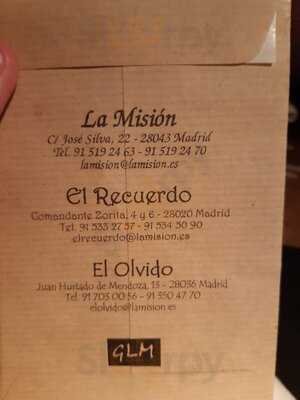 La Misión
C/ José Silva, 22 - 28043 Madrid
Tel. 91 519 24 63 - 91 519 24 70
lamision@lamision.es
El Recuerdo
Comandante Zorita, 4 y 6 - 28020 Madrid
Tel. 91 533 27 57 - 91 534 50 90
elrecuerdo@lamision.es
El Olvido
Juan Hurtado de Mendoza, 13 - 28036 Madrid
Tel. 91 703 00 56 - 91 350 47 70
elolvido@lamision.es
GLM